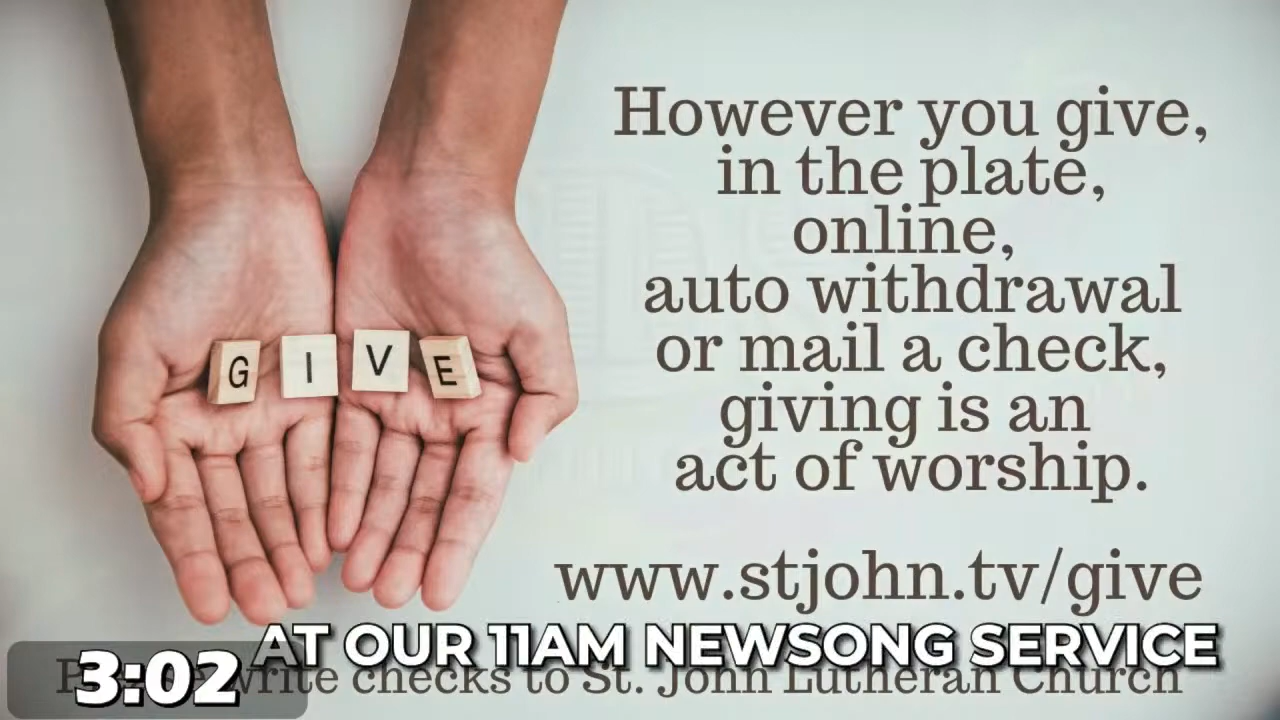 G I V E
However you give,
in the plate,
online,
auto withdrawal
or mail a check,
giving is an
act of worship.
www.stjohn.tv/give
AT OUR 11AM NEWSONG SERVICE
3:02
write checks to St. John Lutheran Church